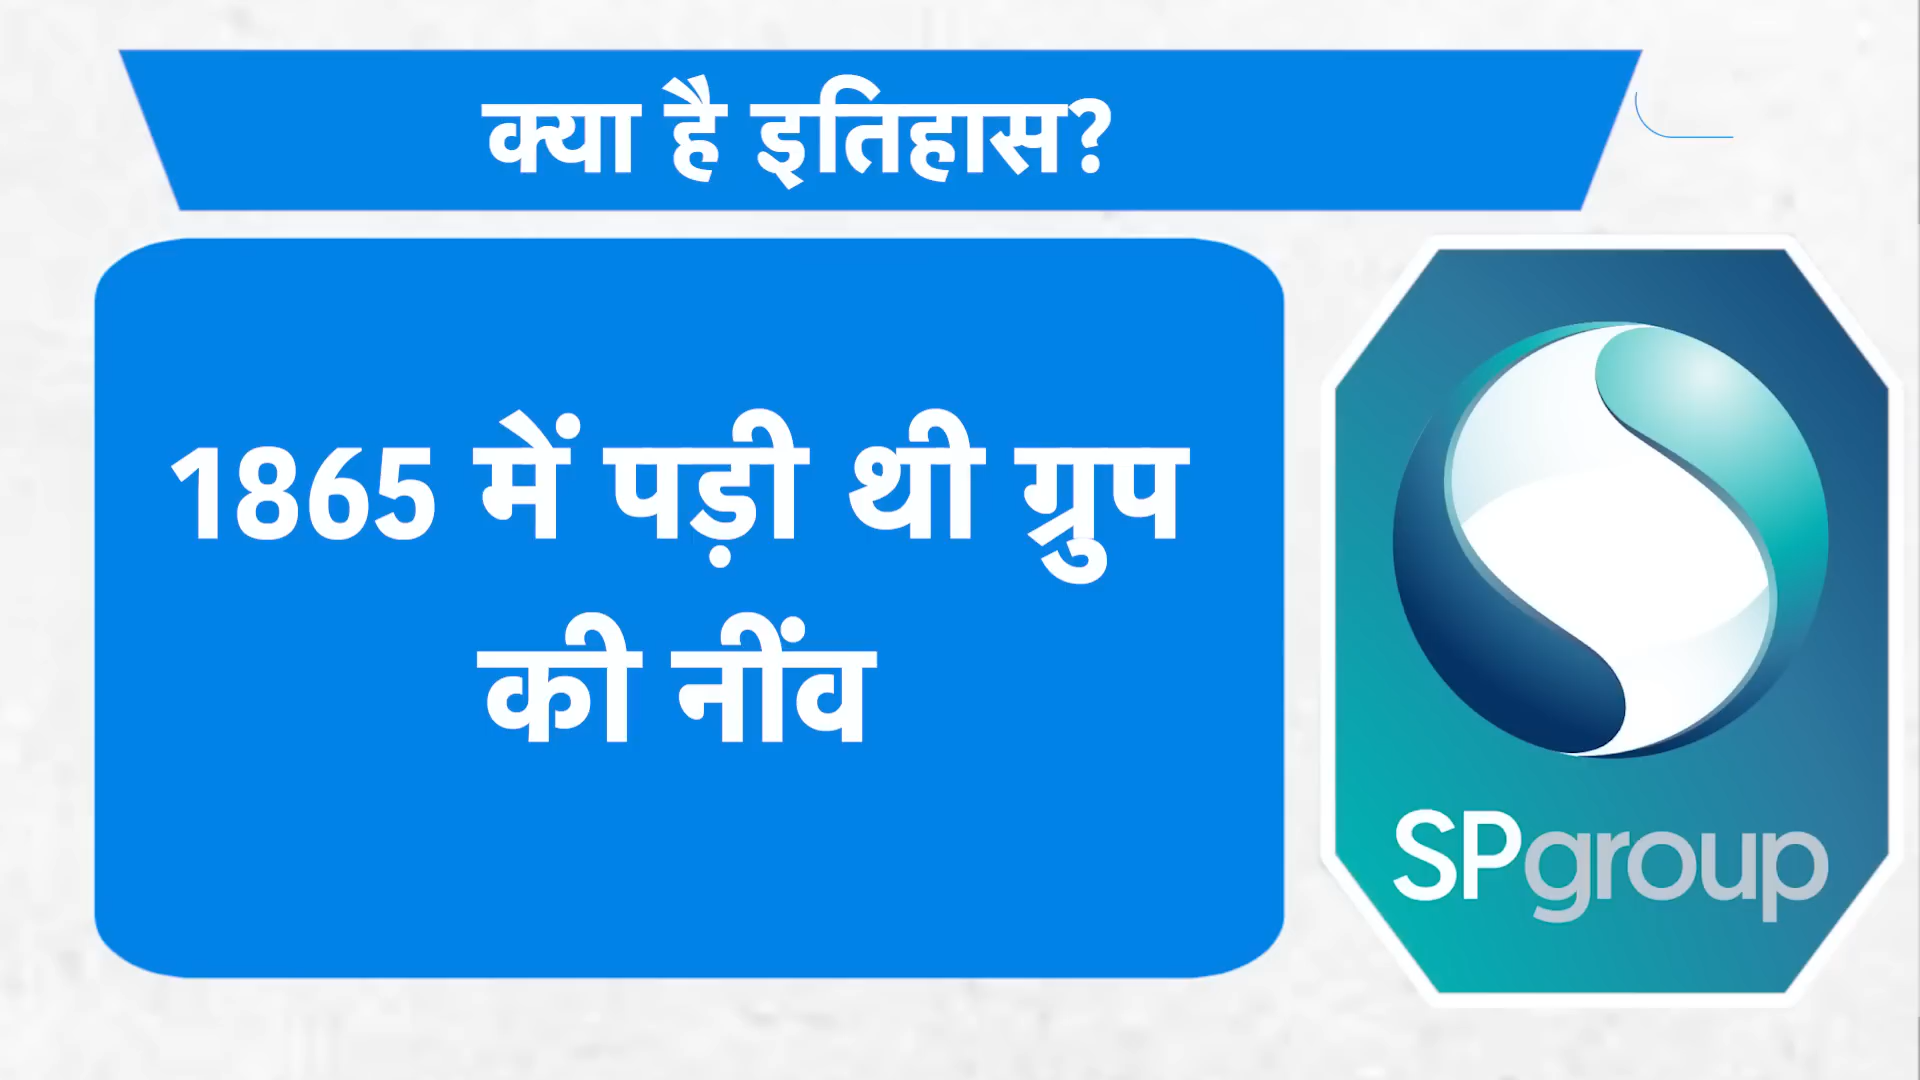 क्या है इतिहास?
1865 में पड़ी थी ग्रुप
की नींव
SPgroup